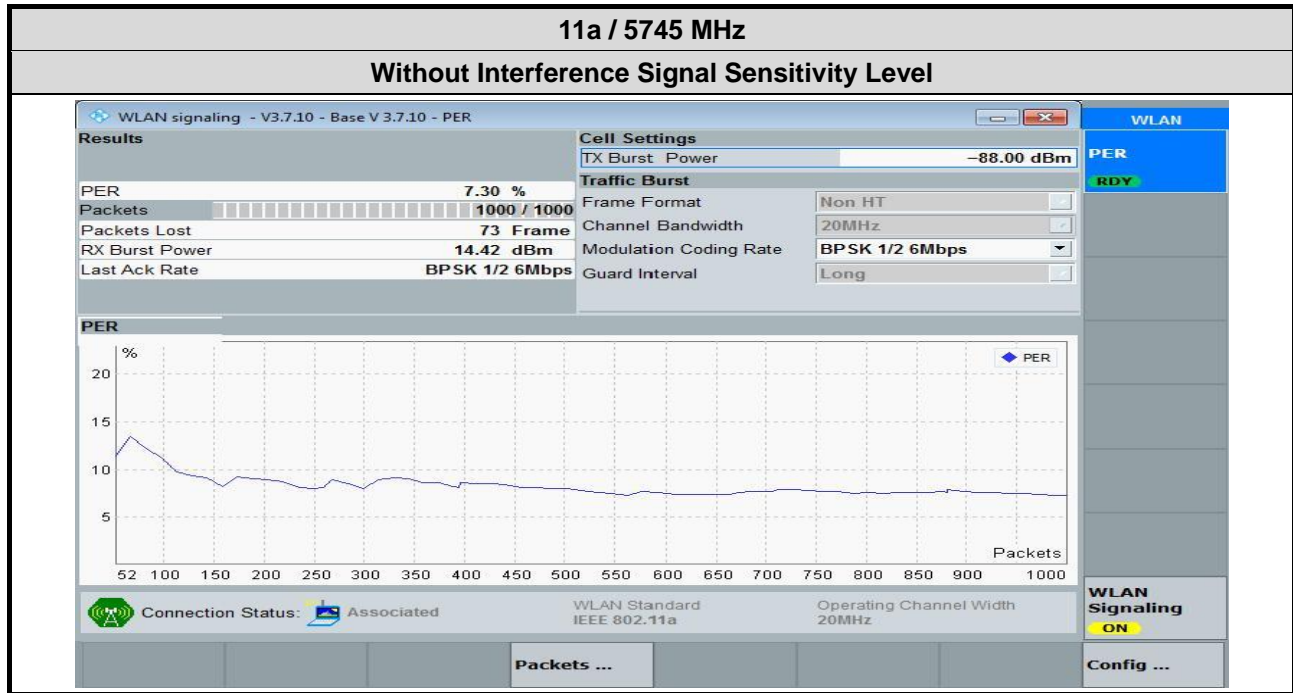 11a / 5745 MHz
Without Interference Signal Sensitivity Level
WLAN signaling - V3.7.10 - Base V 3.7.10 - PER
WLAN
Results
Cell Settings
TX Burst Power −88.00 dBm
PER
RDY
PER 7.30 %
Traffic Burst
Packets 1000 / 1000
Frame Format Non HT
Packets Lost 73 Frame
Channel Bandwidth 20MHz
RX Burst Power 14.42 dBm
Modulation Coding Rate BPSK 1/2 6Mbps
Last Ack Rate BPSK 1/2 6Mbps
Guard Interval Long
PER
%
PER
20
15
10
5
Packets
52 100 150 200 250 300 350 400 450 500 550 600 650 700 750 800 850 900 1000
Connection Status: Associated
WLAN Standard
IEEE 802.11a
Operating Channel Width
20MHz
WLAN
Signaling
ON
Packets ...
Config ...